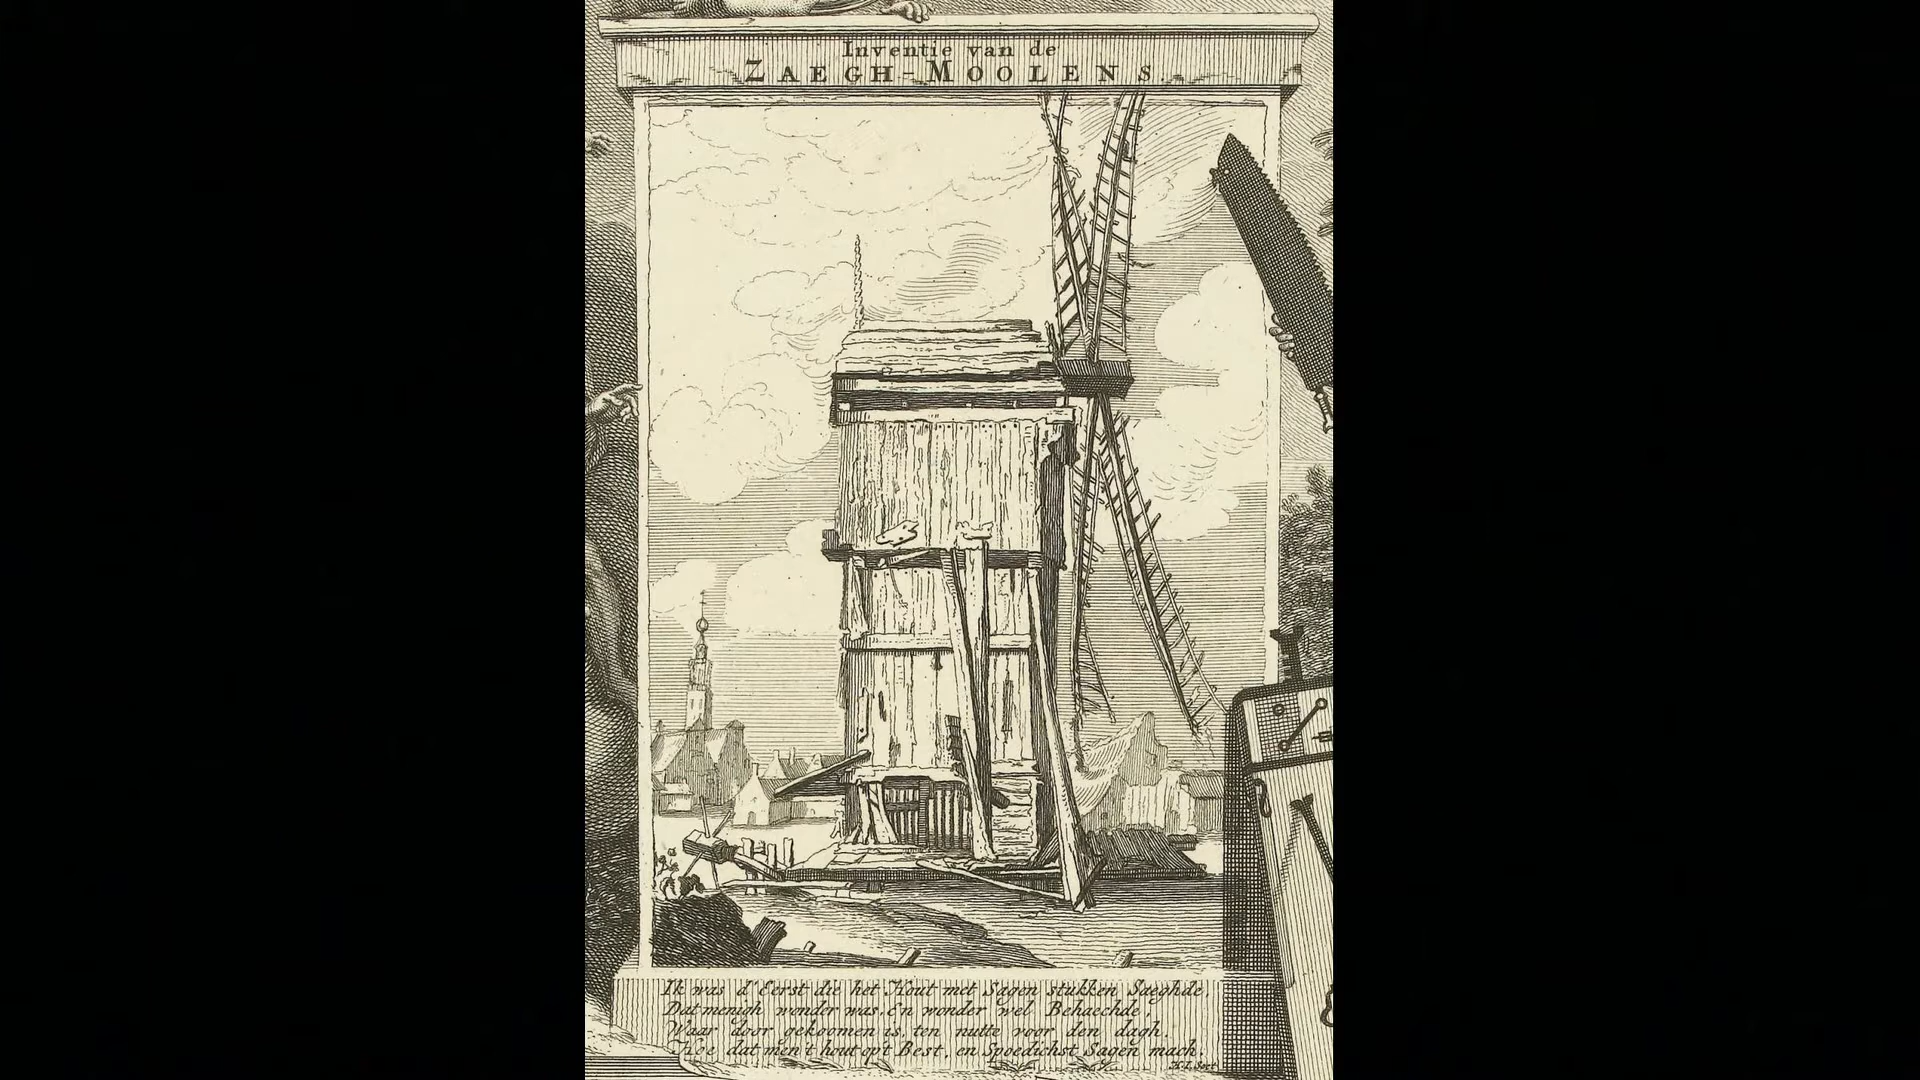 Inventie van de
ZAEGH-MOOLENS.
Ik was d'Eerst die het Hout met Sagen stukken Saeghde,
Dat menigh wonder was, En wonder wel Behaechde,
Waar door gekoomen is, ten nutte voor den dagh.
Hoe dat men't hout op't Best, en Spoedichst Sagen mach.